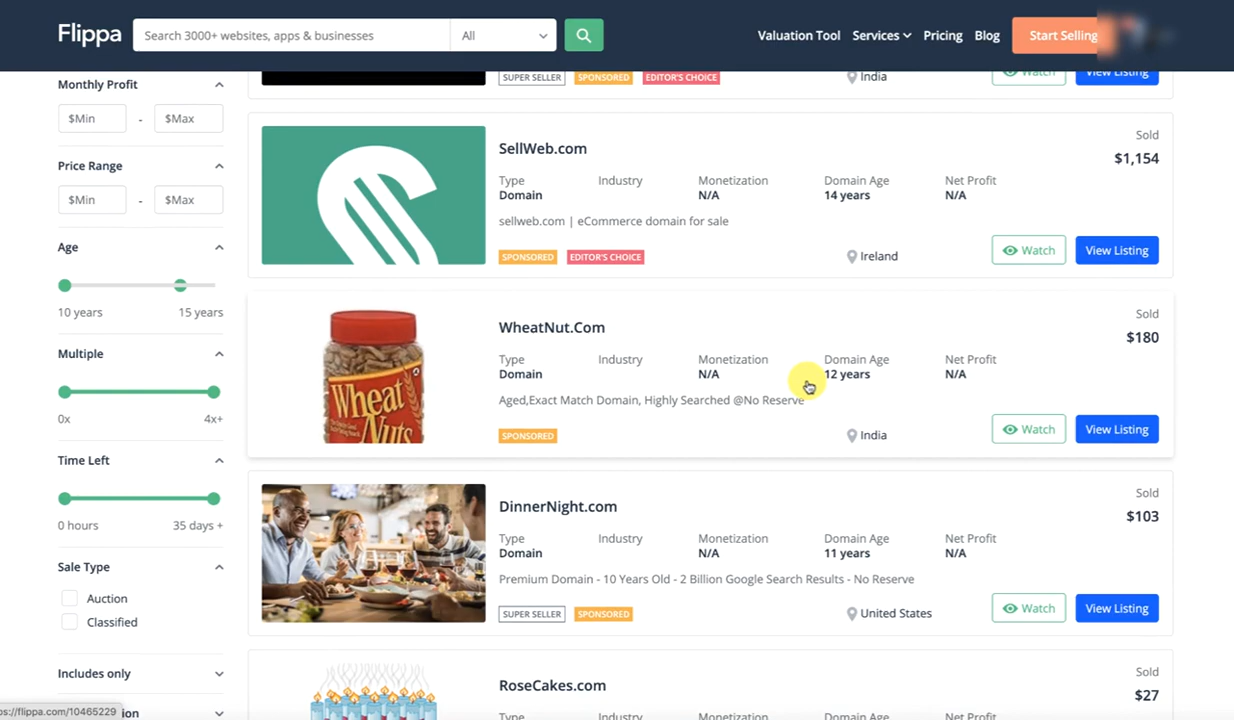 Flippa
Search 3000+ websites, apps & businesses
All
Valuation Tool
Services
Pricing
Blog
Start Selling
Monthly Profit
$Min - $Max
Price Range
$Min - $Max
Age
10 years 15 years
Multiple
0x 4x+
Time Left
0 hours 35 days +
Sale Type
Auction
Classified
Includes only
ps://flippa.com/10465229
SUPER SELLER SPONSORED EDITOR'S CHOICE
India
Watch
View Listing
SellWeb.com
Sold
$1,154
Type Industry Monetization Domain Age Net Profit
Domain N/A 14 years N/A
sellweb.com | eCommerce domain for sale
SPONSORED EDITOR'S CHOICE
Ireland
Watch
View Listing
Wheat
Nuts
WheatNut.Com
Sold
$180
Type Industry Monetization Domain Age Net Profit
Domain N/A 12 years N/A
Aged,Exact Match Domain, Highly Searched @No Reserve
SPONSORED
India
Watch
View Listing
DinnerNight.com
Sold
$103
Type Industry Monetization Domain Age Net Profit
Domain N/A 11 years N/A
Premium Domain - 10 Years Old - 2 Billion Google Search Results - No Reserve
SUPER SELLER SPONSORED
United States
Watch
View Listing
RoseCakes.com
Sold
$27
Type Industry Monetization Domain Age Net Profit